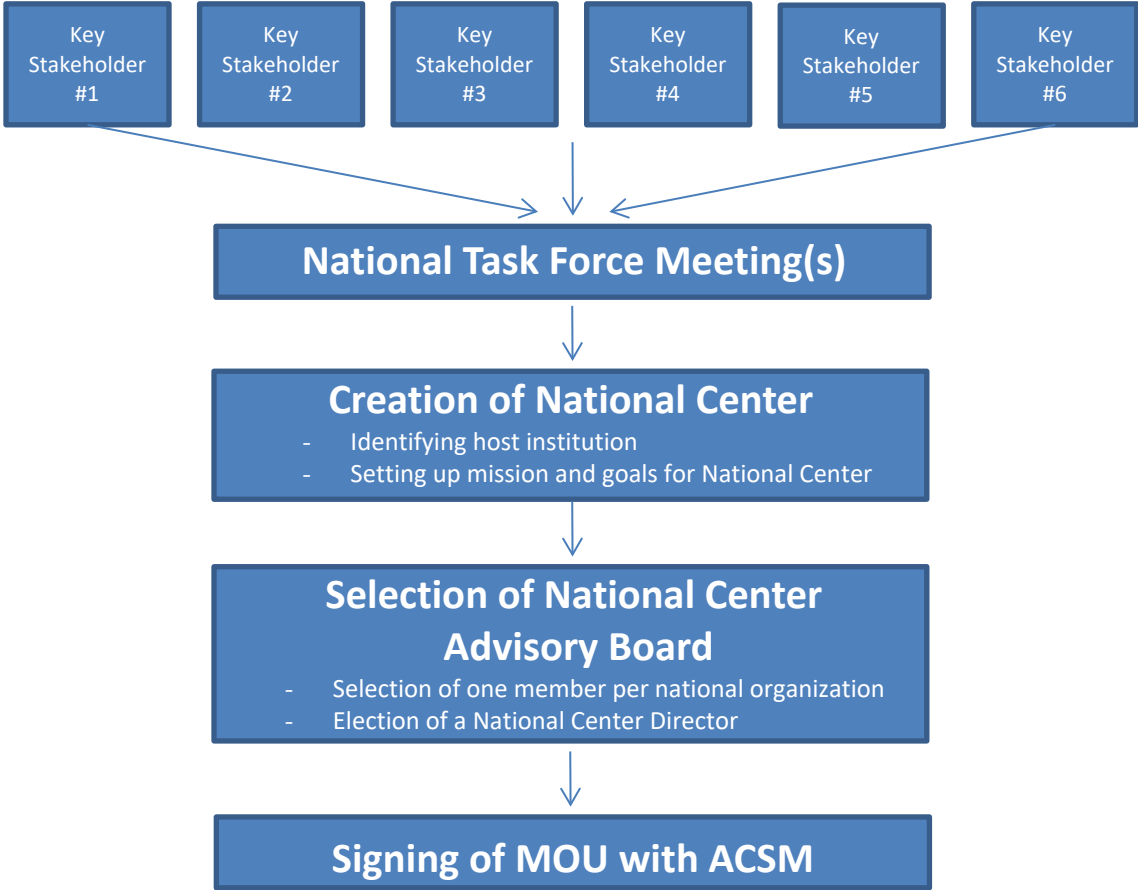 Key
Stakeholder
#1
Key
Stakeholder
#2
Key
Stakeholder
#3
Key
Stakeholder
#4
Key
Stakeholder
#5
Key
Stakeholder
#6
National Task Force Meeting(s)
Creation of National Center
- Identifying host institution
- Setting up mission and goals for National Center
Selection of National Center
Advisory Board
- Selection of one member per national organization
- Election of a National Center Director
Signing of MOU with ACSM